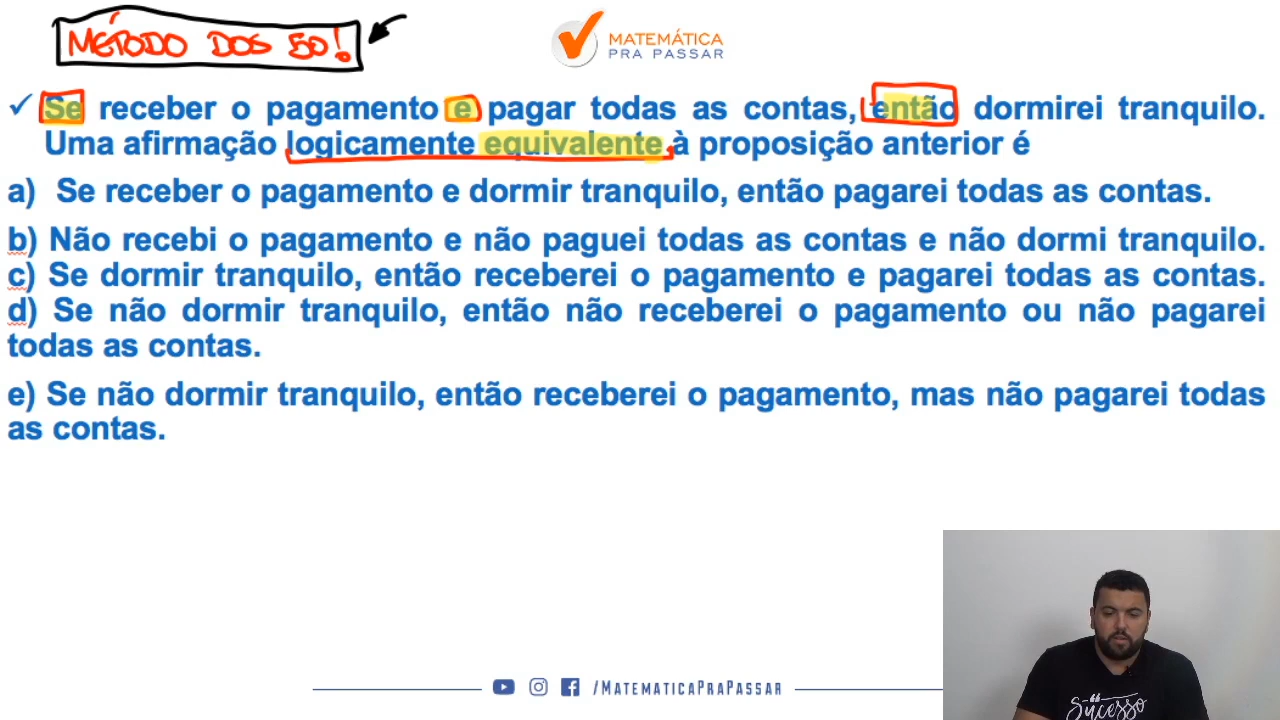 MÉTODO DOS 50!
MATEMÁTICA
PRA PASSAR
✓ Se receber o pagamento e pagar todas as contas, então dormirei tranquilo.
Uma afirmação logicamente equivalente à proposição anterior é
a) Se receber o pagamento e dormir tranquilo, então pagarei todas as contas.
b) Não recebi o pagamento e não paguei todas as contas e não dormi tranquilo.
c) Se dormir tranquilo, então receberei o pagamento e pagarei todas as contas.
d) Se não dormir tranquilo, então não receberei o pagamento ou não pagarei
todas as contas.
e) Se não dormir tranquilo, então receberei o pagamento, mas não pagarei todas
as contas.
/MATEMATICAPRAPASSAR
Sucesso